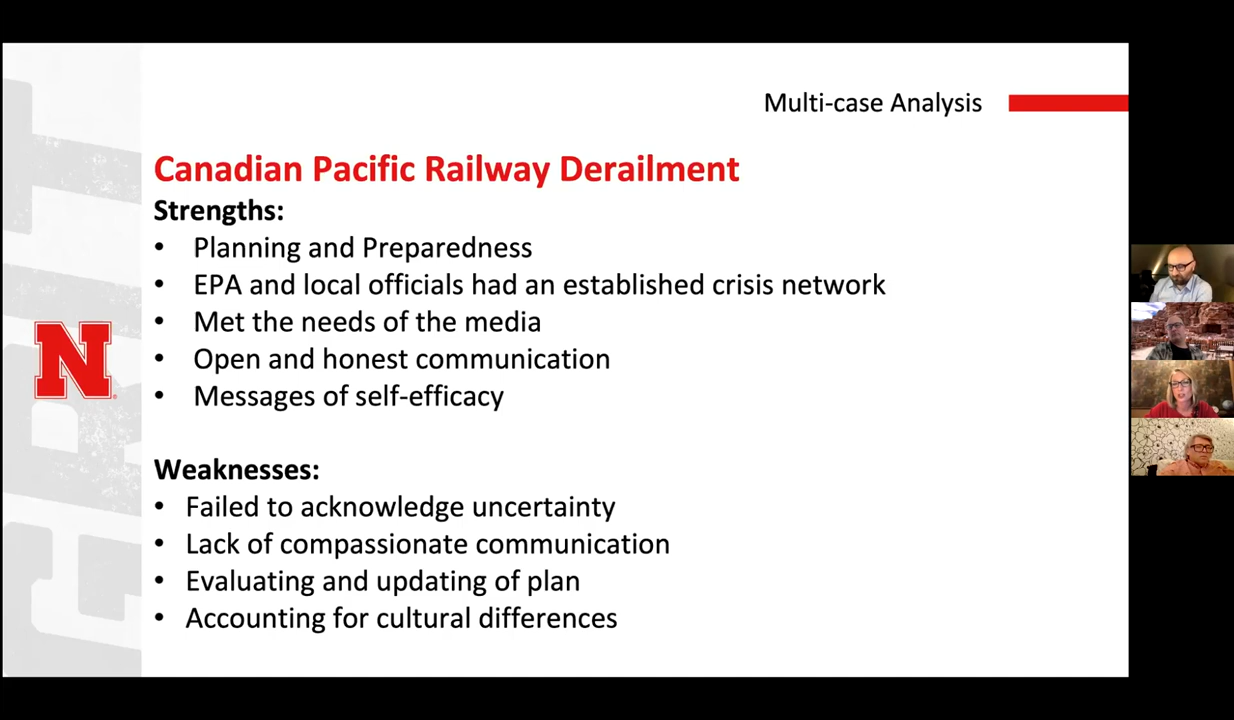 Multi-case Analysis
Canadian Pacific Railway Derailment
Strengths:
• Planning and Preparedness
• EPA and local officials had an established crisis network
• Met the needs of the media
• Open and honest communication
• Messages of self-efficacy
Weaknesses:
• Failed to acknowledge uncertainty
• Lack of compassionate communication
• Evaluating and updating of plan
• Accounting for cultural differences
N